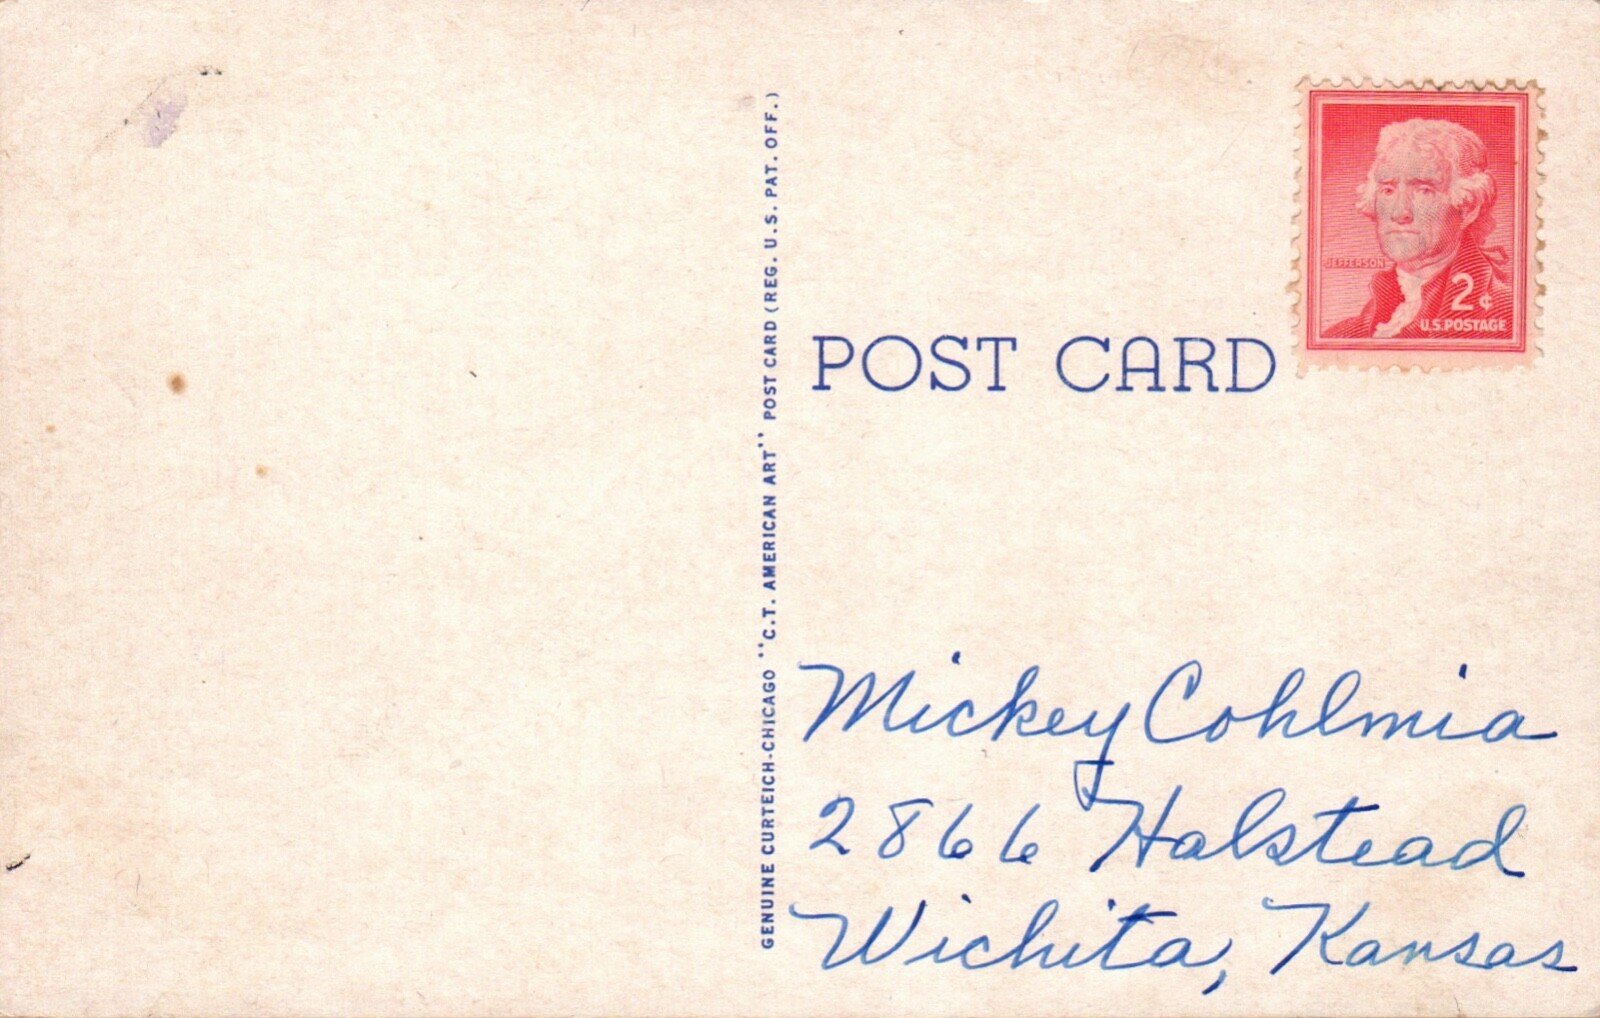 GENUINE CURTEICH-CHICAGO "C.T. AMERICAN ART" POST CARD (REG. U.S. PAT. OFF.)
JEFFERSON
2¢
U.S. POSTAGE
POST CARD
Mickey Cohlmia
2866 Halstead
Wichita, Kansas